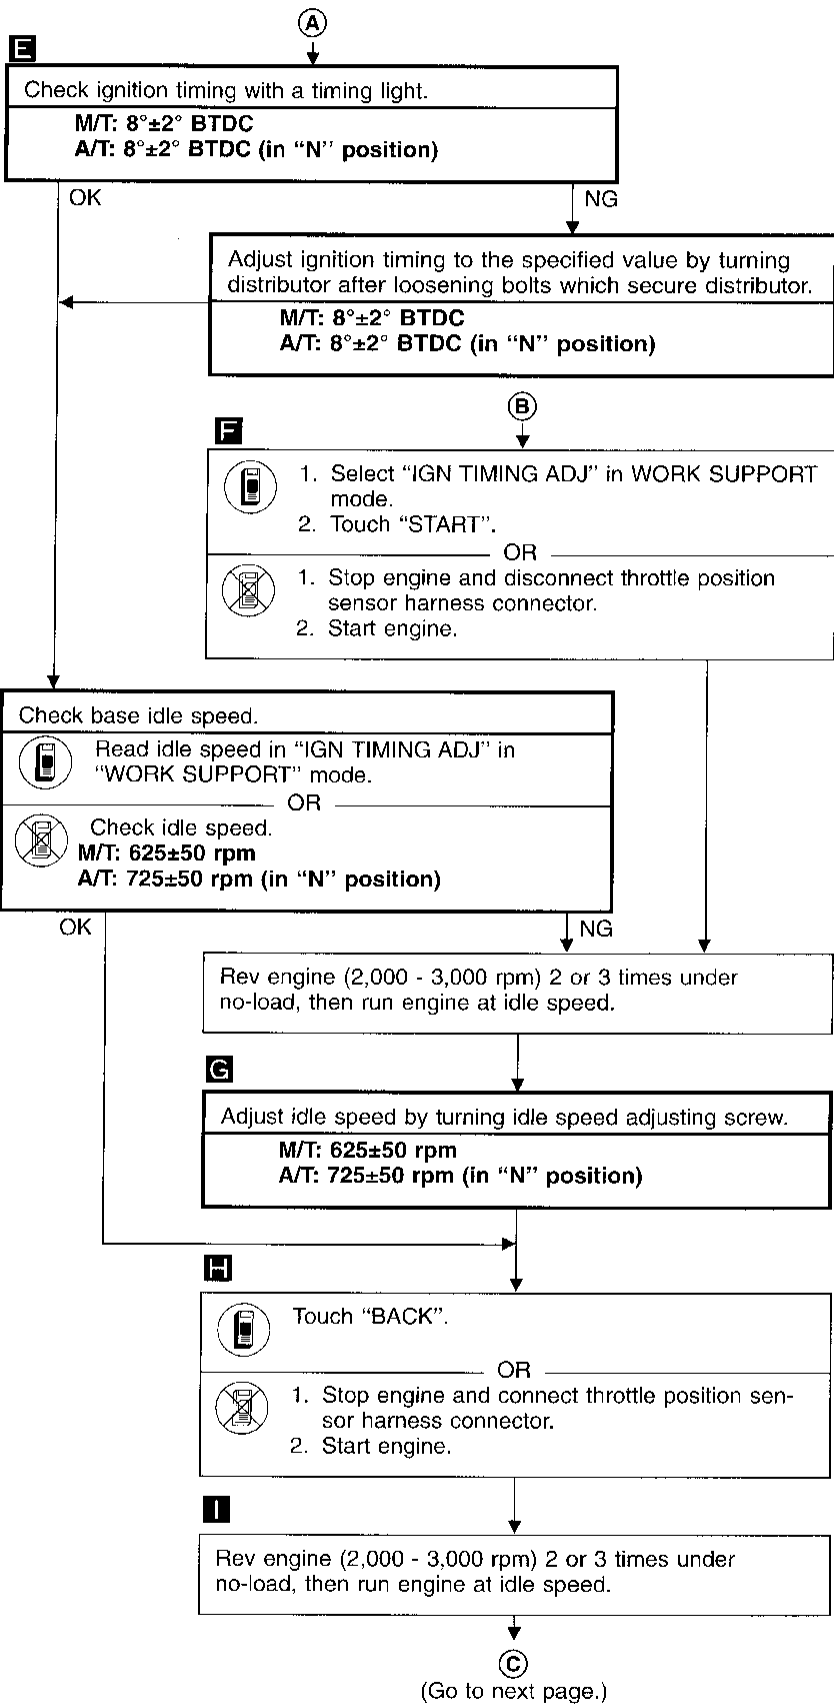 A
E
Check ignition timing with a timing light.
M/T: 8°±2° BTDC
A/T: 8°±2° BTDC (in “N” position)
OK
NG
Adjust ignition timing to the specified value by turning
distributor after loosening bolts which secure distributor.
M/T: 8°±2° BTDC
A/T: 8°±2° BTDC (in “N” position)
B
F
1. Select “IGN TIMING ADJ” in WORK SUPPORT
mode.
2. Touch “START”.
OR
1. Stop engine and disconnect throttle position
sensor harness connector.
2. Start engine.
Check base idle speed.
Read idle speed in “IGN TIMING ADJ” in
“WORK SUPPORT” mode.
OR
Check idle speed.
M/T: 625±50 rpm
A/T: 725±50 rpm (in “N” position)
OK
NG
Rev engine (2,000 - 3,000 rpm) 2 or 3 times under
no-load, then run engine at idle speed.
G
Adjust idle speed by turning idle speed adjusting screw.
M/T: 625±50 rpm
A/T: 725±50 rpm (in “N” position)
H
Touch “BACK”.
OR
1. Stop engine and connect throttle position sen-
sor harness connector.
2. Start engine.
I
Rev engine (2,000 - 3,000 rpm) 2 or 3 times under
no-load, then run engine at idle speed.
C
(Go to next page.)